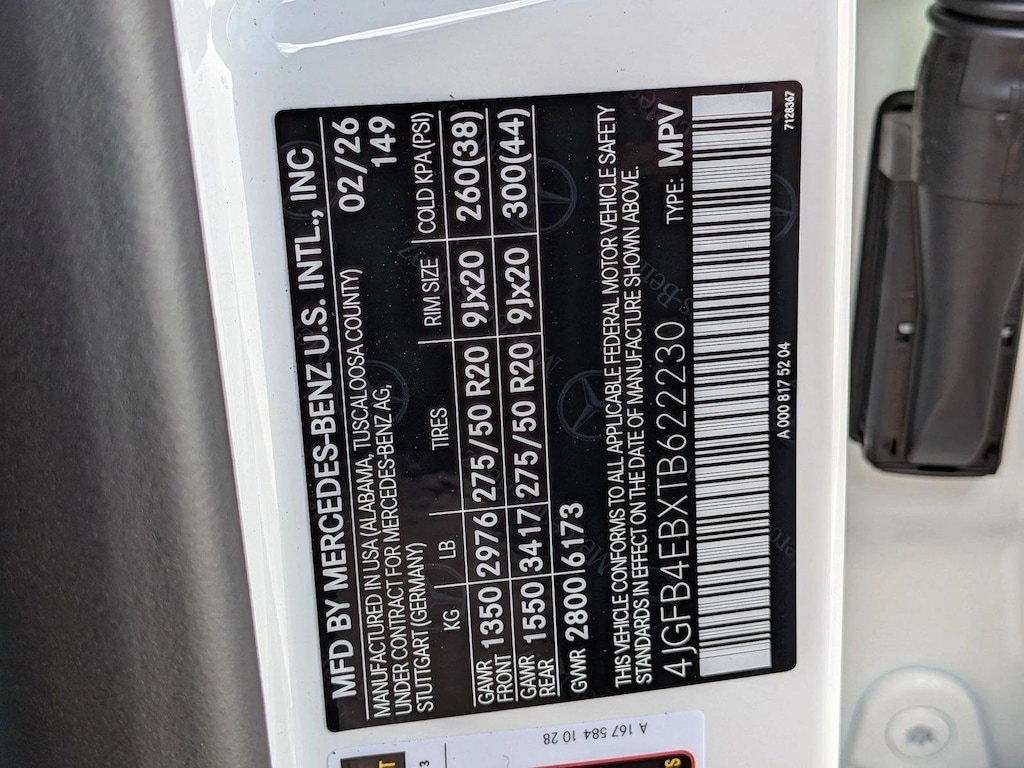 MFD BY MERCEDES-BENZ U.S. INTL., INC
MANUFACTURED IN USA (ALABAMA, TUSCALOOSA COUNTY) 02/26
UNDER CONTRACT FOR MERCEDES-BENZ AG, 149
STUTTGART (GERMANY)
KG LB TIRES RIM SIZE COLD KPA (PSI)
GAWR FRONT 1350 2976 275/50 R20 9Jx20 260(38)
GAWR REAR 1550 3417 275/50 R20 9Jx20 300(44)
GWR 2800 6173
THIS VEHICLE CONFORMS TO ALL APPLICABLE FEDERAL MOTOR VEHICLE SAFETY
STANDARDS IN EFFECT ON THE DATE OF MANUFACTURE SHOWN ABOVE.
4JGFB4EBXTB622230 TYPE: MPV
A 000 817 52 04 7128367
A 167 584 10 28